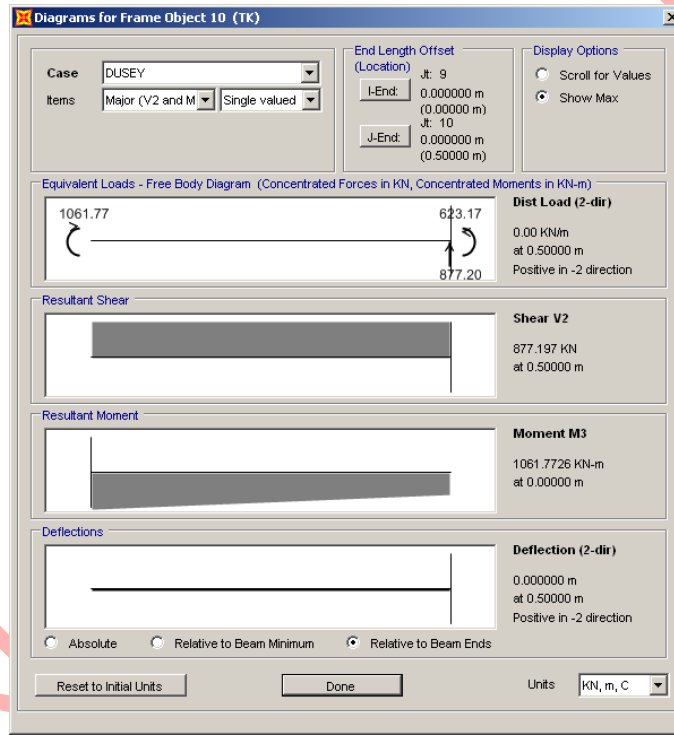 Diagrams for Frame Object 10 (TK)
Case DUSEY
Items Major (V2 and M Single valued
End Length Offset
(Location)
Jt: 9
I-End: 0.000000 m
(0.00000 m)
Jt: 10
J-End: 0.000000 m
(0.50000 m)
Display Options
Scroll for Values
Show Max
Equivalent Loads - Free Body Diagram (Concentrated Forces in KN, Concentrated Moments in KN-m)
1061.77
623.17
877.20
Dist Load (2-dir)
0.00 KN/m
at 0.50000 m
Positive in -2 direction
Resultant Shear
Shear V2
877.197 KN
at 0.50000 m
Resultant Moment
Moment M3
1061.7726 KN-m
at 0.00000 m
Deflections
Deflection (2-dir)
0.000000 m
at 0.50000 m
Positive in -2 direction
Absolute Relative to Beam Minimum Relative to Beam Ends
Reset to Initial Units Done Units KN, m, C